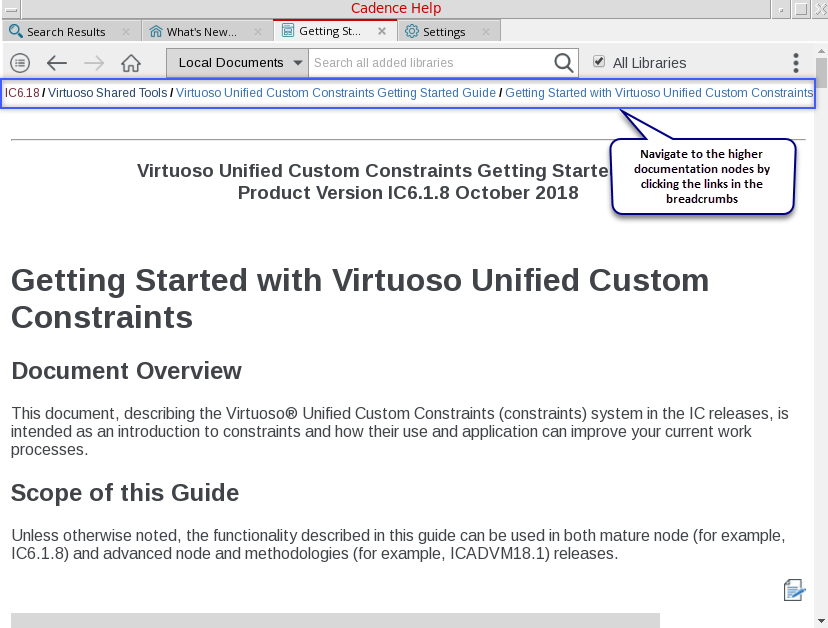 Cadence Help
Search Results
What's New...
Getting St...
Settings
Local Documents
Search all added libraries
All Libraries
IC6.18 / Virtuoso Shared Tools / Virtuoso Unified Custom Constraints Getting Started Guide / Getting Started with Virtuoso Unified Custom Constraints
Navigate to the higher
documentation nodes by
clicking the links in the
breadcrumbs
Virtuoso Unified Custom Constraints Getting Starte
Product Version IC6.1.8 October 2018
Getting Started with Virtuoso Unified Custom
Constraints
Document Overview
This document, describing the Virtuoso® Unified Custom Constraints (constraints) system in the IC releases, is
intended as an introduction to constraints and how their use and application can improve your current work
processes.
Scope of this Guide
Unless otherwise noted, the functionality described in this guide can be used in both mature node (for example,
IC6.1.8) and advanced node and methodologies (for example, ICADVM18.1) releases.